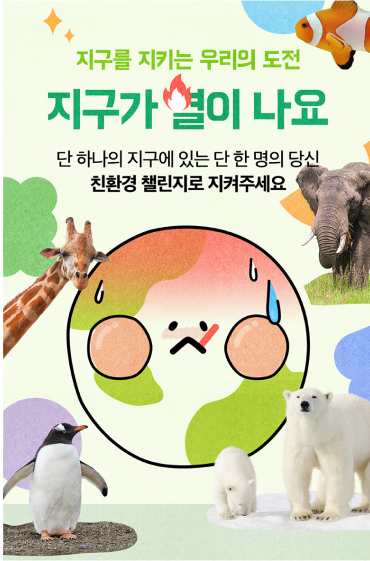 지구를 지키는 우리의 도전
지구가 열이 나요
단 하나의 지구에 있는 단 한 명의 당신
친환경 챌린지로 지켜주세요